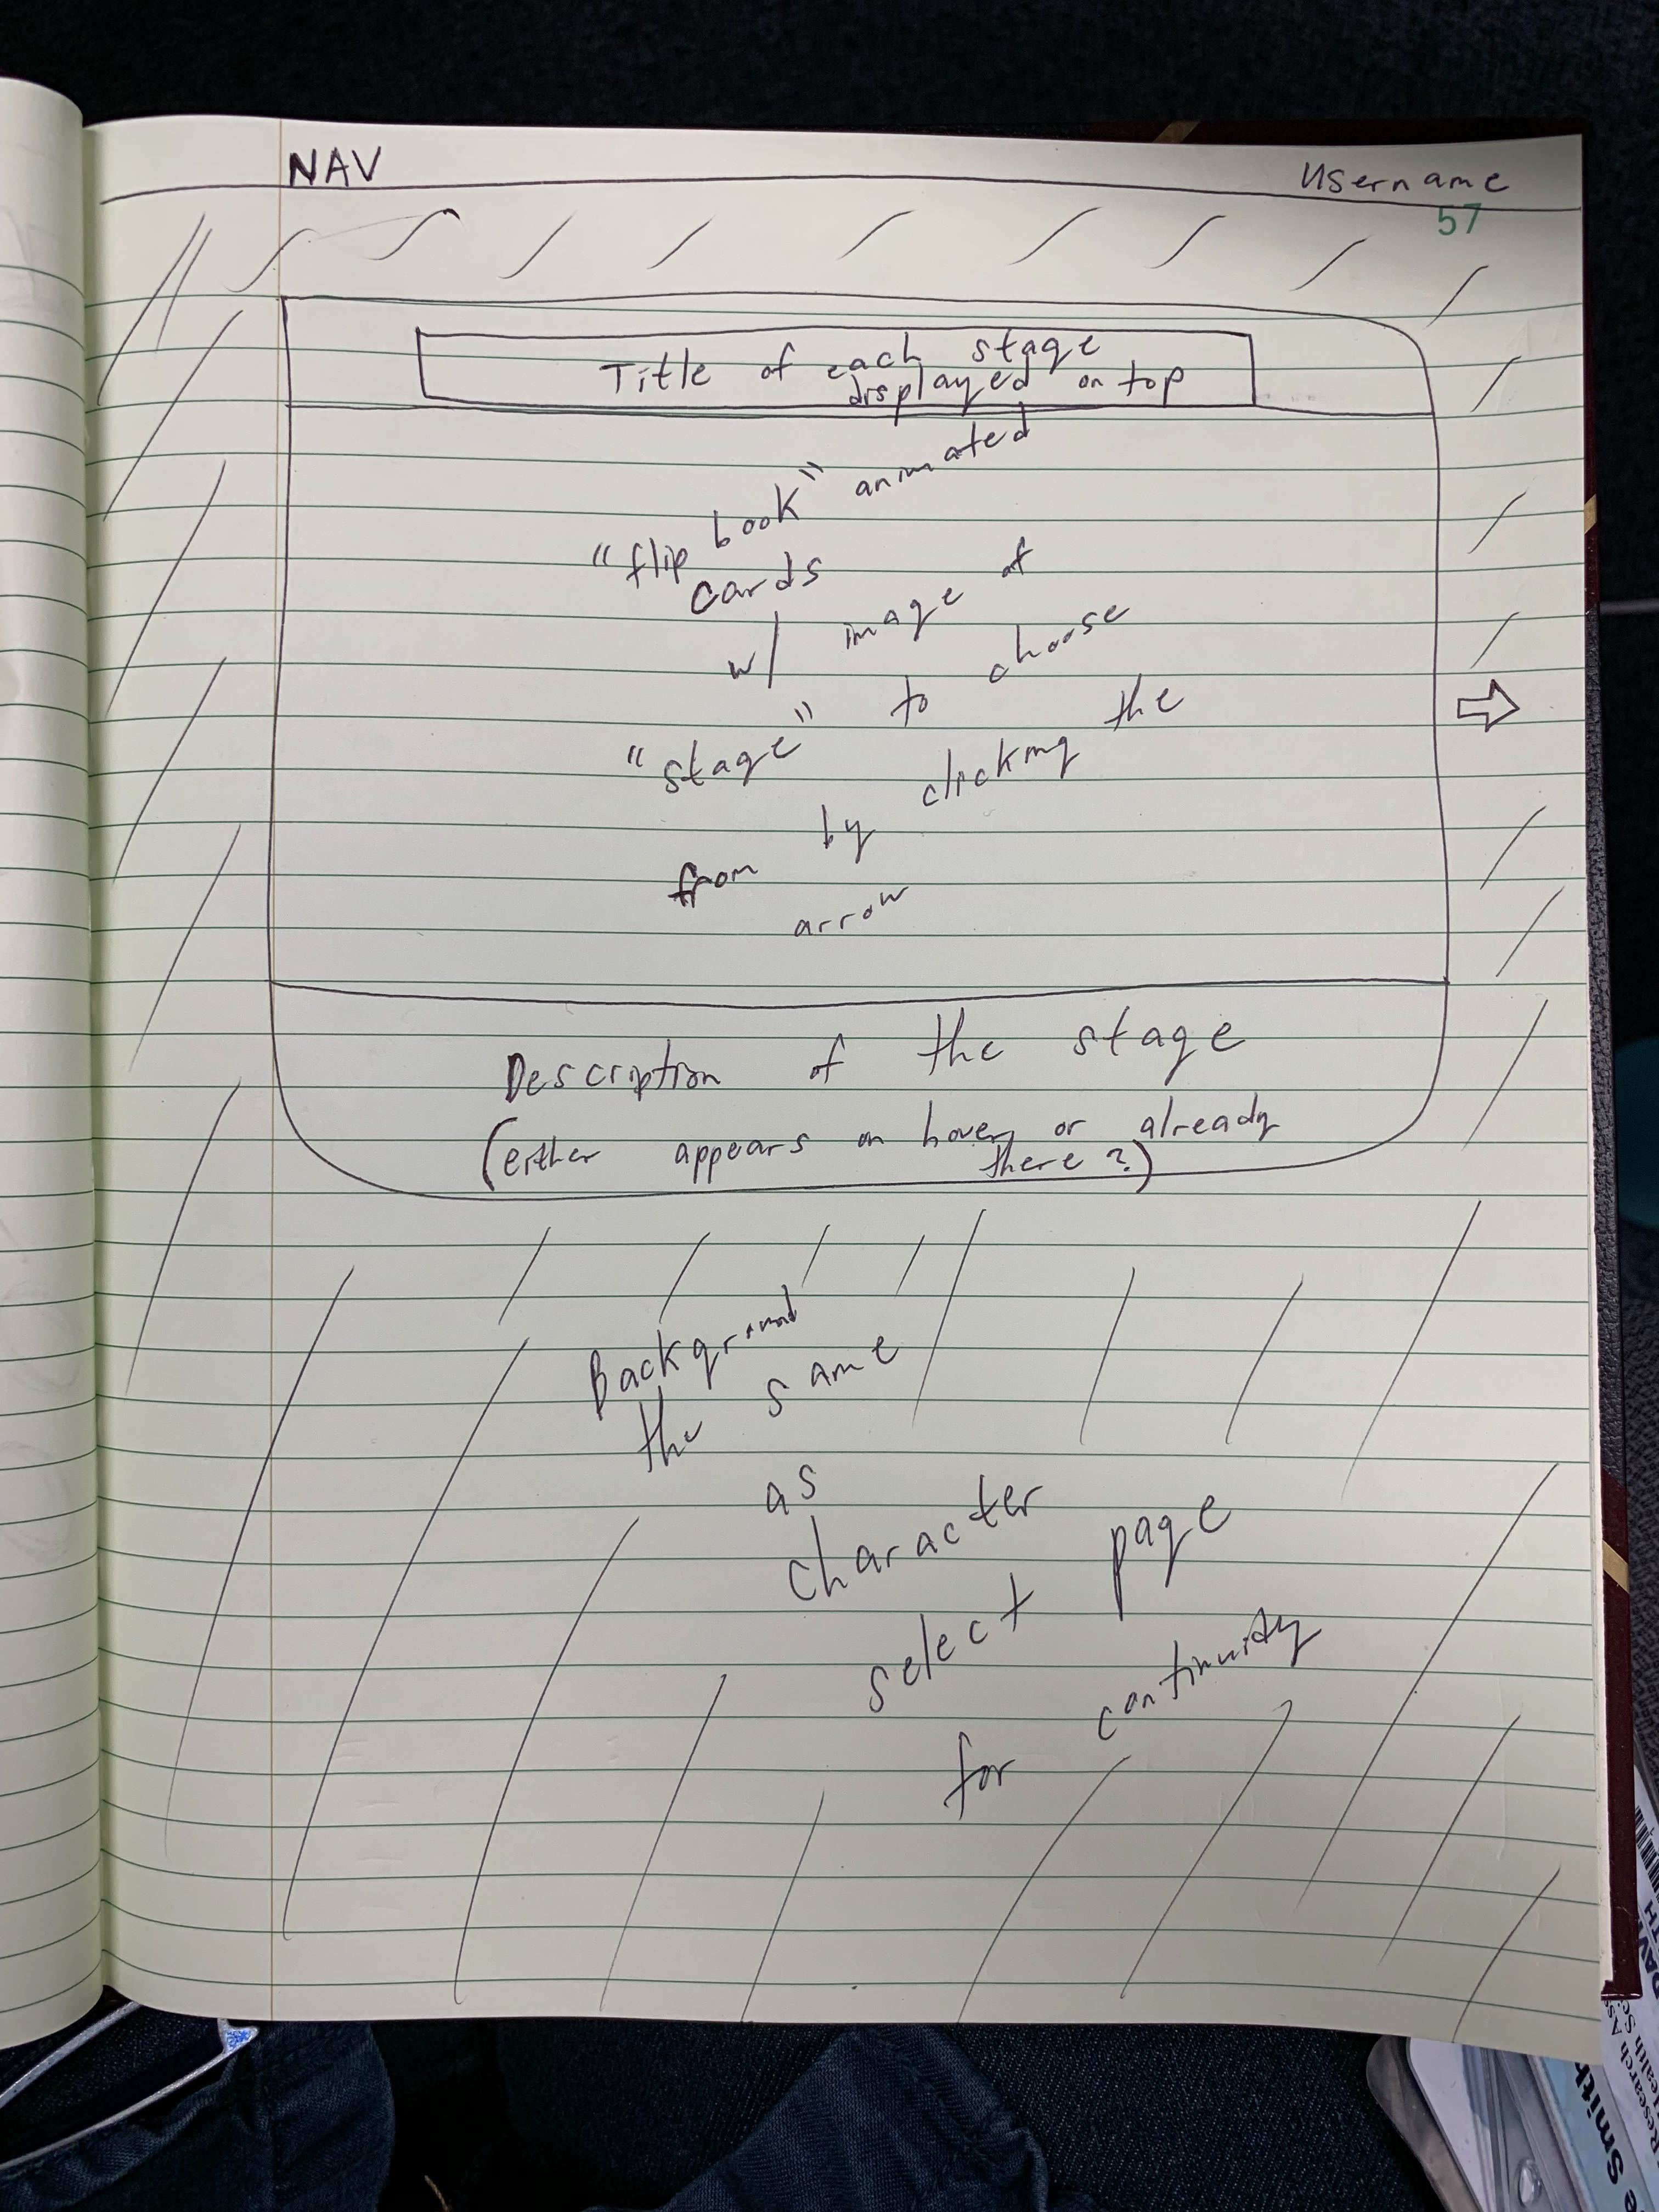 NAV
Username
57
Title of each stage
displayed on top
"flip book" animated
cards
w/ image of
"stage" to choose
from by clicking the
arrow
Description of the stage
(either appears on hover, or already
there?)
Background
the same
as
character
select page
for continuity
Research
Smith